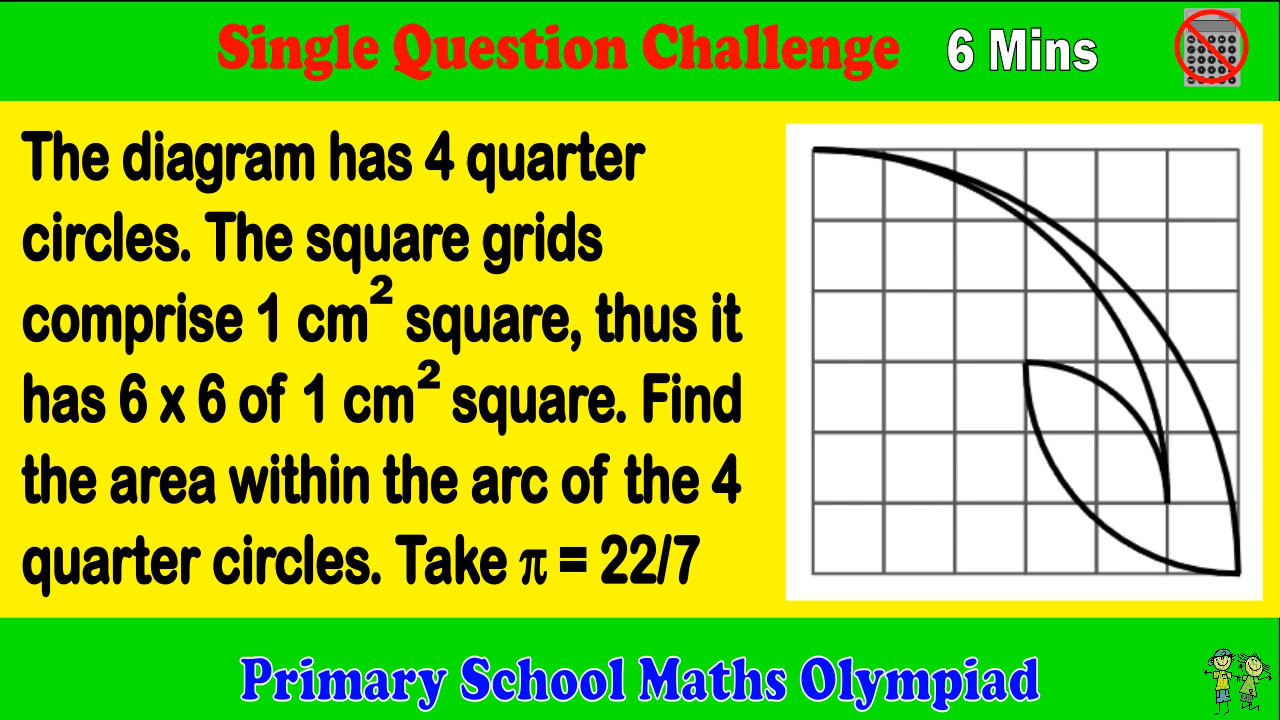 Single Question Challenge 6 Mins
The diagram has 4 quarter
circles. The square grids
comprise 1 cm² square, thus it
has 6 x 6 of 1 cm² square. Find
the area within the arc of the 4
quarter circles. Take π = 22/7
Primary School Maths Olympiad